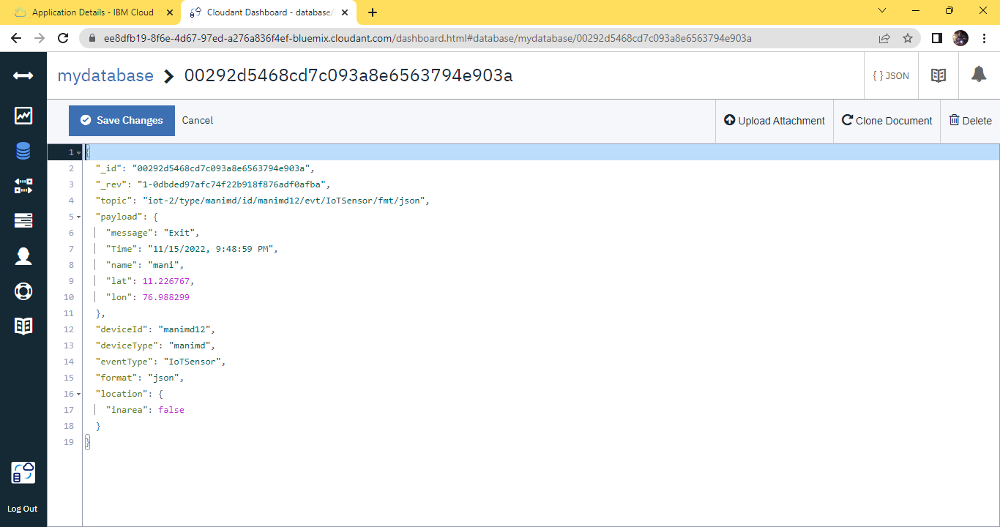 Application Details - IBM Cloud
Cloudant Dashboard - database/
ee8dfb19-8f6e-4d67-97ed-a276a836f4ef-bluemix.cloudant.com/dashboard.html#database/mydatabase/00292d5468cd7c093a8e6563794e903a
mydatabase > 00292d5468cd7c093a8e6563794e903a
{ } JSON
Save Changes
Cancel
Upload Attachment
Clone Document
Delete
1 {
2 "_id": "00292d5468cd7c093a8e6563794e903a",
3 "_rev": "1-0dbded97afc74f22b918f876adf0afba",
4 "topic": "iot-2/type/manimd/id/manimd12/evt/IoTSensor/fmt/json",
5 "payload": {
6 "message": "Exit",
7 "Time": "11/15/2022, 9:48:59 PM",
8 "name": "mani",
9 "lat": 11.226767,
10 "lon": 76.988299
11 },
12 "deviceId": "manimd12",
13 "deviceType": "manimd",
14 "eventType": "IoTSensor",
15 "format": "json",
16 "location": {
17 "inarea": false
18 }
19 }
Log Out